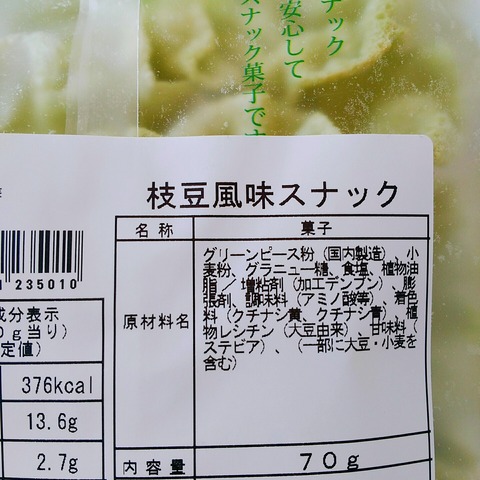 ナック
安心して
スナック菓子です
枝豆風味スナック
名称 菓子
原材料名
グリーンピース粉（国内製造）、小
麦粉、グラニュー糖、食塩、植物油
脂／増粘剤（加工デンプン）、膨
張剤、調味料（アミノ酸等）、着色
料（クチナシ黄、クチナシ青）、植
物レシチン（大豆由来）、甘味料（
ステビア）、（一部に大豆・小麦を
含む）
内容量 70g
235010
成分表示
0g当り）
定値）
376kcal
13.6g
2.7g